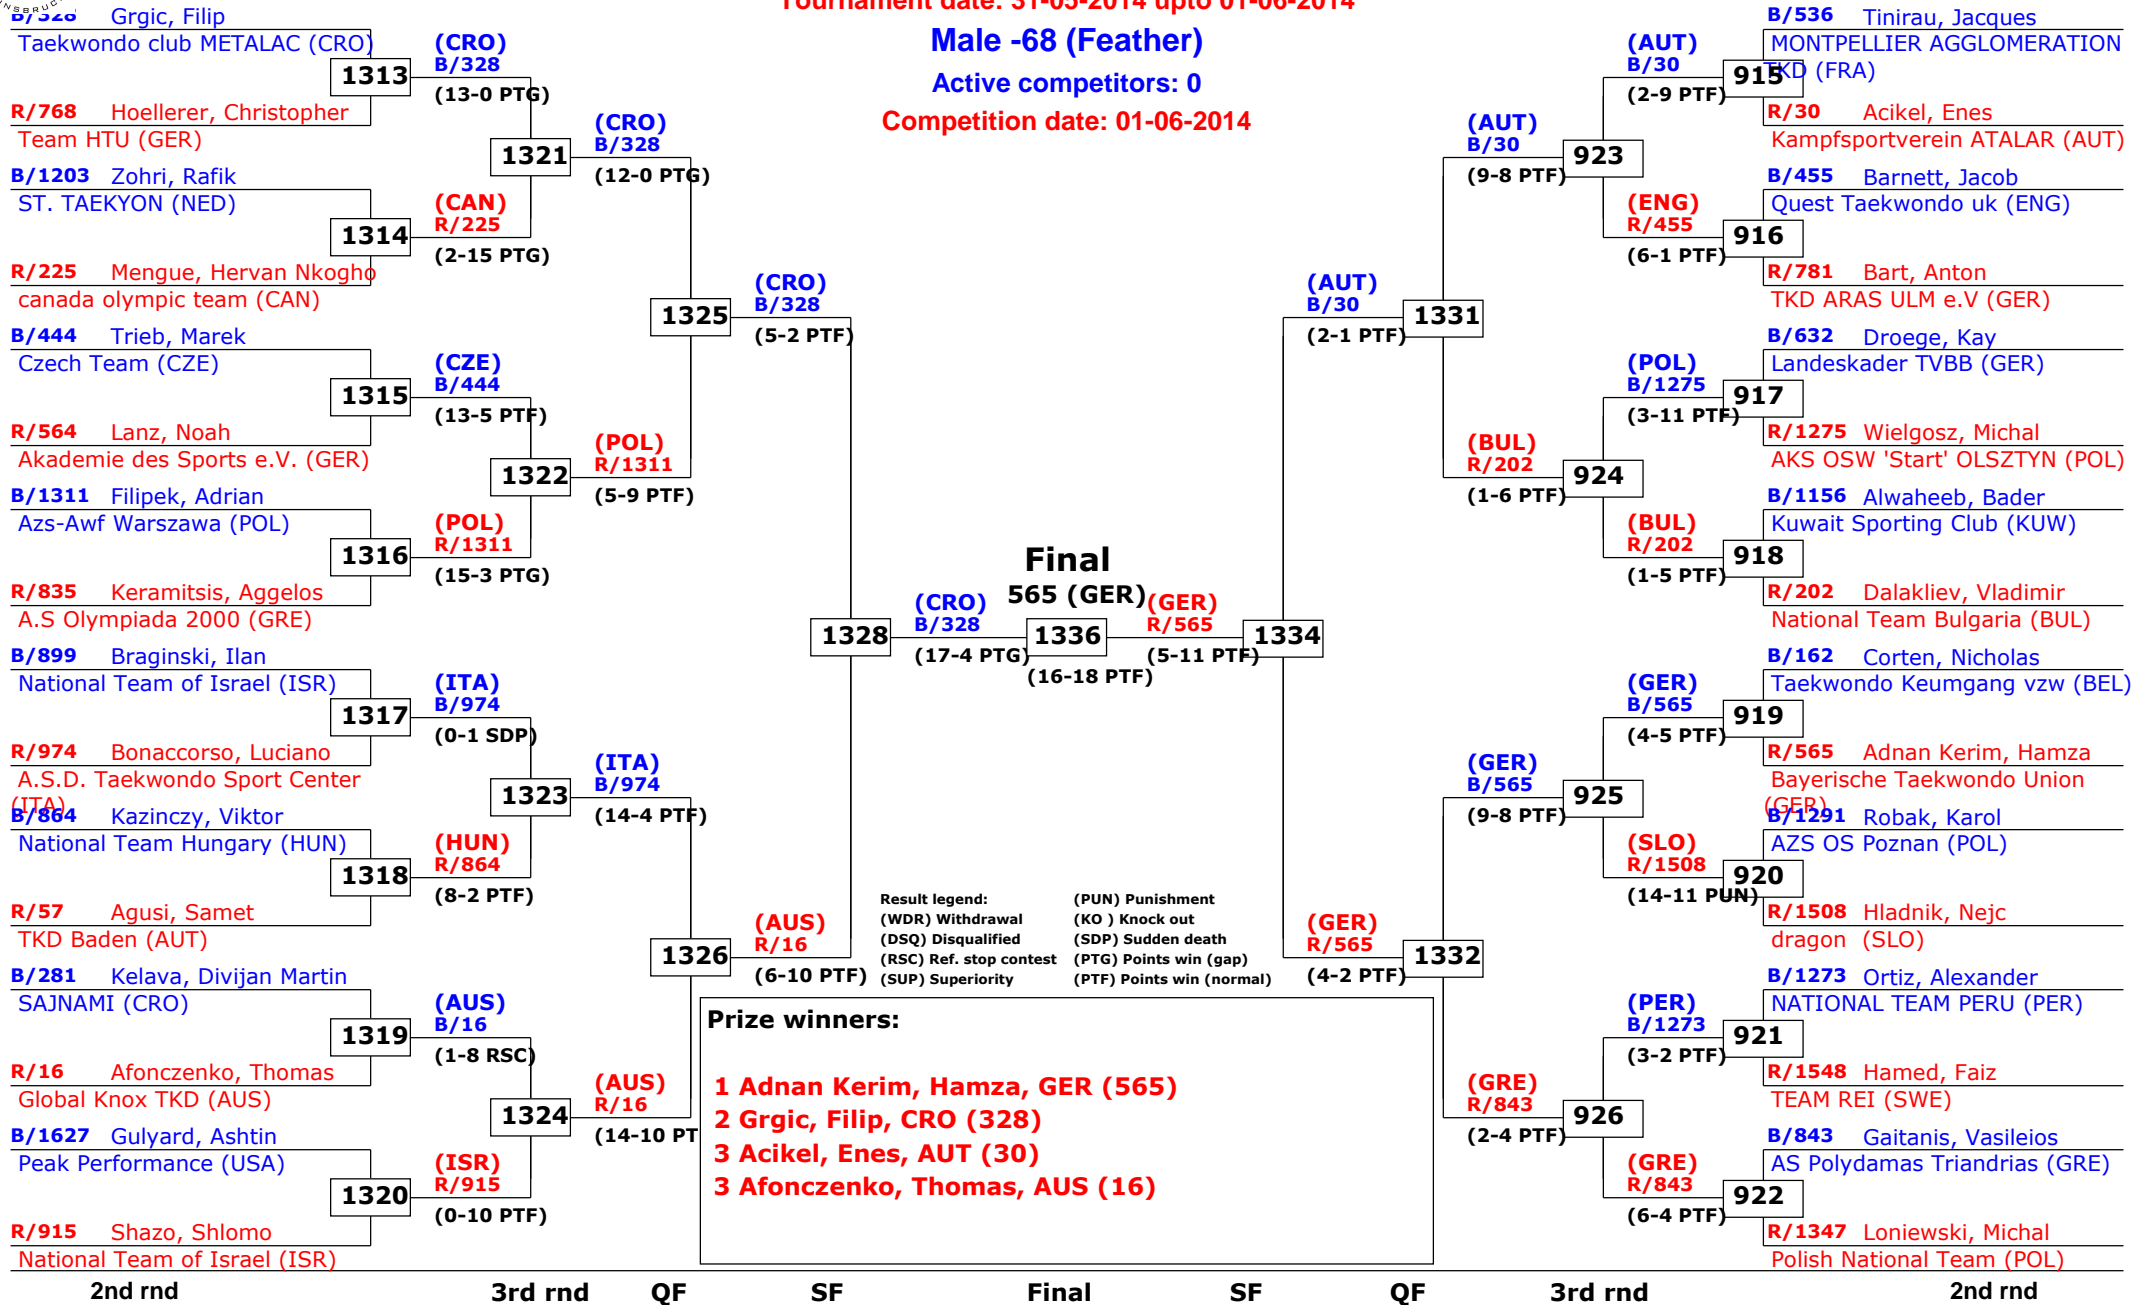 NSBRUC
Tournament date: 31-05-2014 upto 01-06-2014
Male -68 (Feather)
Active competitors: 0
Competition date: 01-06-2014
B/328 Grgic, Filip
Taekwondo club METALAC (CRO)
1313
R/768 Hoellerer, Christopher
Team HTU (GER)
B/1203 Zohri, Rafik
ST. TAEKYON (NED)
1314
R/225 Mengue, Hervan Nkogho
canada olympic team (CAN)
B/444 Trieb, Marek
Czech Team (CZE)
1315
R/564 Lanz, Noah
Akademie des Sports e.V. (GER)
B/1311 Filipek, Adrian
Azs-Awf Warszawa (POL)
1316
R/835 Keramitsis, Aggelos
A.S Olympiada 2000 (GRE)
B/899 Braginski, Ilan
National Team of Israel (ISR)
1317
R/974 Bonaccorso, Luciano
A.S.D. Taekwondo Sport Center
(ITA)
B/864 Kazinczy, Viktor
National Team Hungary (HUN)
1318
R/57 Agusi, Samet
TKD Baden (AUT)
B/281 Kelava, Divijan Martin
SAJNAMI (CRO)
1319
R/16 Afonczenko, Thomas
Global Knox TKD (AUS)
B/1627 Gulyard, Ashtin
Peak Performance (USA)
1320
R/915 Shazo, Shlomo
National Team of Israel (ISR)
(CRO)
B/328
(13-0 PTG)
1321
(CAN)
R/225
(2-15 PTG)
(CZE)
B/444
(13-5 PTF)
1322
(POL)
R/1311
(15-3 PTG)
(ITA)
B/974
(0-1 SDP)
1323
(HUN)
R/864
(8-2 PTF)
(AUS)
B/16
(1-8 RSC)
1324
(ISR)
R/915
(0-10 PTF)
(CRO)
B/328
(12-0 PTG)
1325
(POL)
R/1311
(5-9 PTF)
(ITA)
B/974
(14-4 PTF)
1326
(AUS)
R/16
(14-10 PT
(CRO)
B/328
(5-2 PTF)
1328
(AUS)
R/16
(6-10 PTF)
(CRO)
B/328
(17-4 PTG)
Final
565 (GER)
1336
(16-18 PTF)
(GER)
R/565
(5-11 PTF)
1334
(AUT)
B/30
(2-1 PTF)
1331
(GER)
R/565
(4-2 PTF)
1332
(AUT)
B/30
(9-8 PTF)
923
(BUL)
R/202
(1-6 PTF)
924
(GER)
B/565
(9-8 PTF)
925
(GRE)
R/843
(2-4 PTF)
926
(AUT)
B/30
(2-9 PTF)
(ENG)
R/455
(6-1 PTF)
(POL)
B/1275
(3-11 PTF)
(BUL)
R/202
(1-5 PTF)
(GER)
B/565
(4-5 PTF)
(SLO)
R/1508
(14-11 PUN)
(PER)
B/1273
(3-2 PTF)
(GRE)
R/843
(6-4 PTF)
B/536 Tinirau, Jacques
MONTPELLIER AGGLOMERATION
TKD (FRA)
915
R/30 Acikel, Enes
Kampfsportverein ATALAR (AUT)
B/455 Barnett, Jacob
Quest Taekwondo uk (ENG)
916
R/781 Bart, Anton
TKD ARAS ULM e.V (GER)
B/632 Droege, Kay
Landeskader TVBB (GER)
917
R/1275 Wielgosz, Michal
AKS OSW 'Start' OLSZTYN (POL)
B/1156 Alwaheeb, Bader
Kuwait Sporting Club (KUW)
918
R/202 Dalakliev, Vladimir
National Team Bulgaria (BUL)
B/162 Corten, Nicholas
Taekwondo Keumgang vzw (BEL)
919
R/565 Adnan Kerim, Hamza
Bayerische Taekwondo Union
(GER)
B/1291 Robak, Karol
AZS OS Poznan (POL)
920
R/1508 Hladnik, Nejc
dragon (SLO)
B/1273 Ortiz, Alexander
NATIONAL TEAM PERU (PER)
921
R/1548 Hamed, Faiz
TEAM REI (SWE)
B/843 Gaitanis, Vasileios
AS Polydamas Triandrias (GRE)
922
R/1347 Loniewski, Michal
Polish National Team (POL)
Result legend: (PUN) Punishment
(WDR) Withdrawal (KO ) Knock out
(DSQ) Disqualified (SDP) Sudden death
(RSC) Ref. stop contest (PTG) Points win (gap)
(SUP) Superiority (PTF) Points win (normal)
Prize winners:
1 Adnan Kerim, Hamza, GER (565)
2 Grgic, Filip, CRO (328)
3 Acikel, Enes, AUT (30)
3 Afonczenko, Thomas, AUS (16)
2nd rnd 3rd rnd QF SF Final SF QF 3rd rnd 2nd rnd